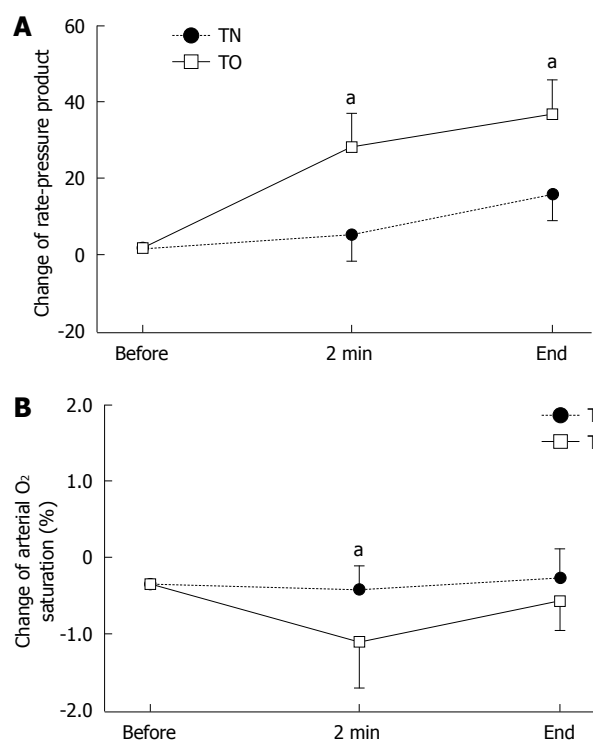 A
60
TN
TO
a
a
40
20
0
-20
Change of rate-pressure product
Before
2 min
End
B
2.0
T
T
1.0
0
a
-1.0
-2.0
Change of arterial O₂
saturation (%)
Before
2 min
End